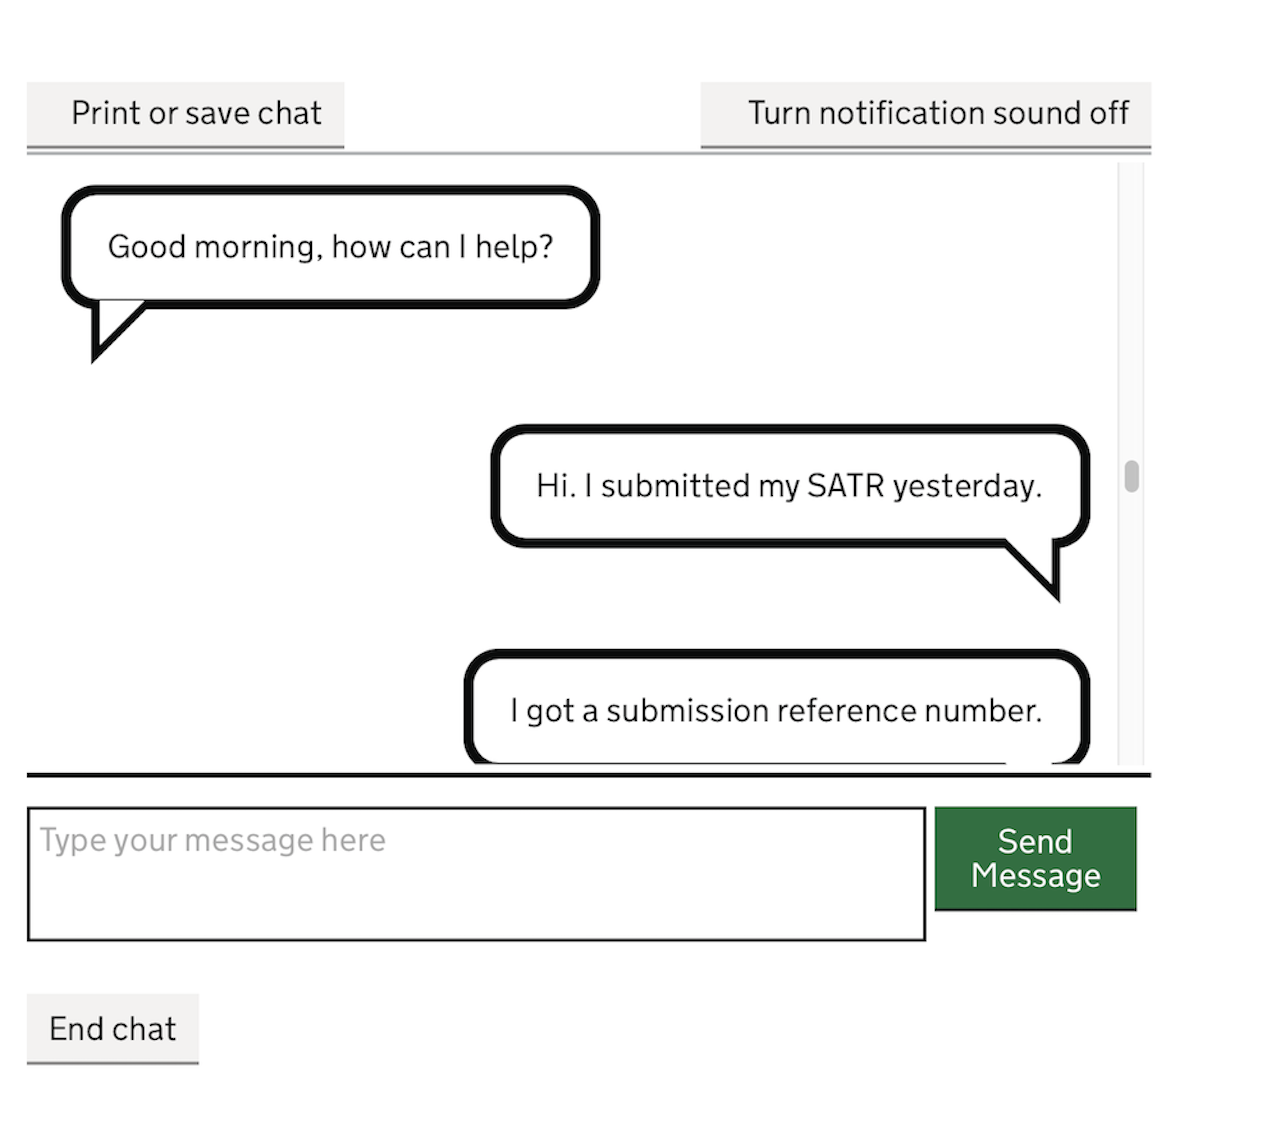 Print or save chat
Turn notification sound off
Good morning, how can I help?
Hi. I submitted my SATR yesterday.
I got a submission reference number.
Type your message here
Send
Message
End chat